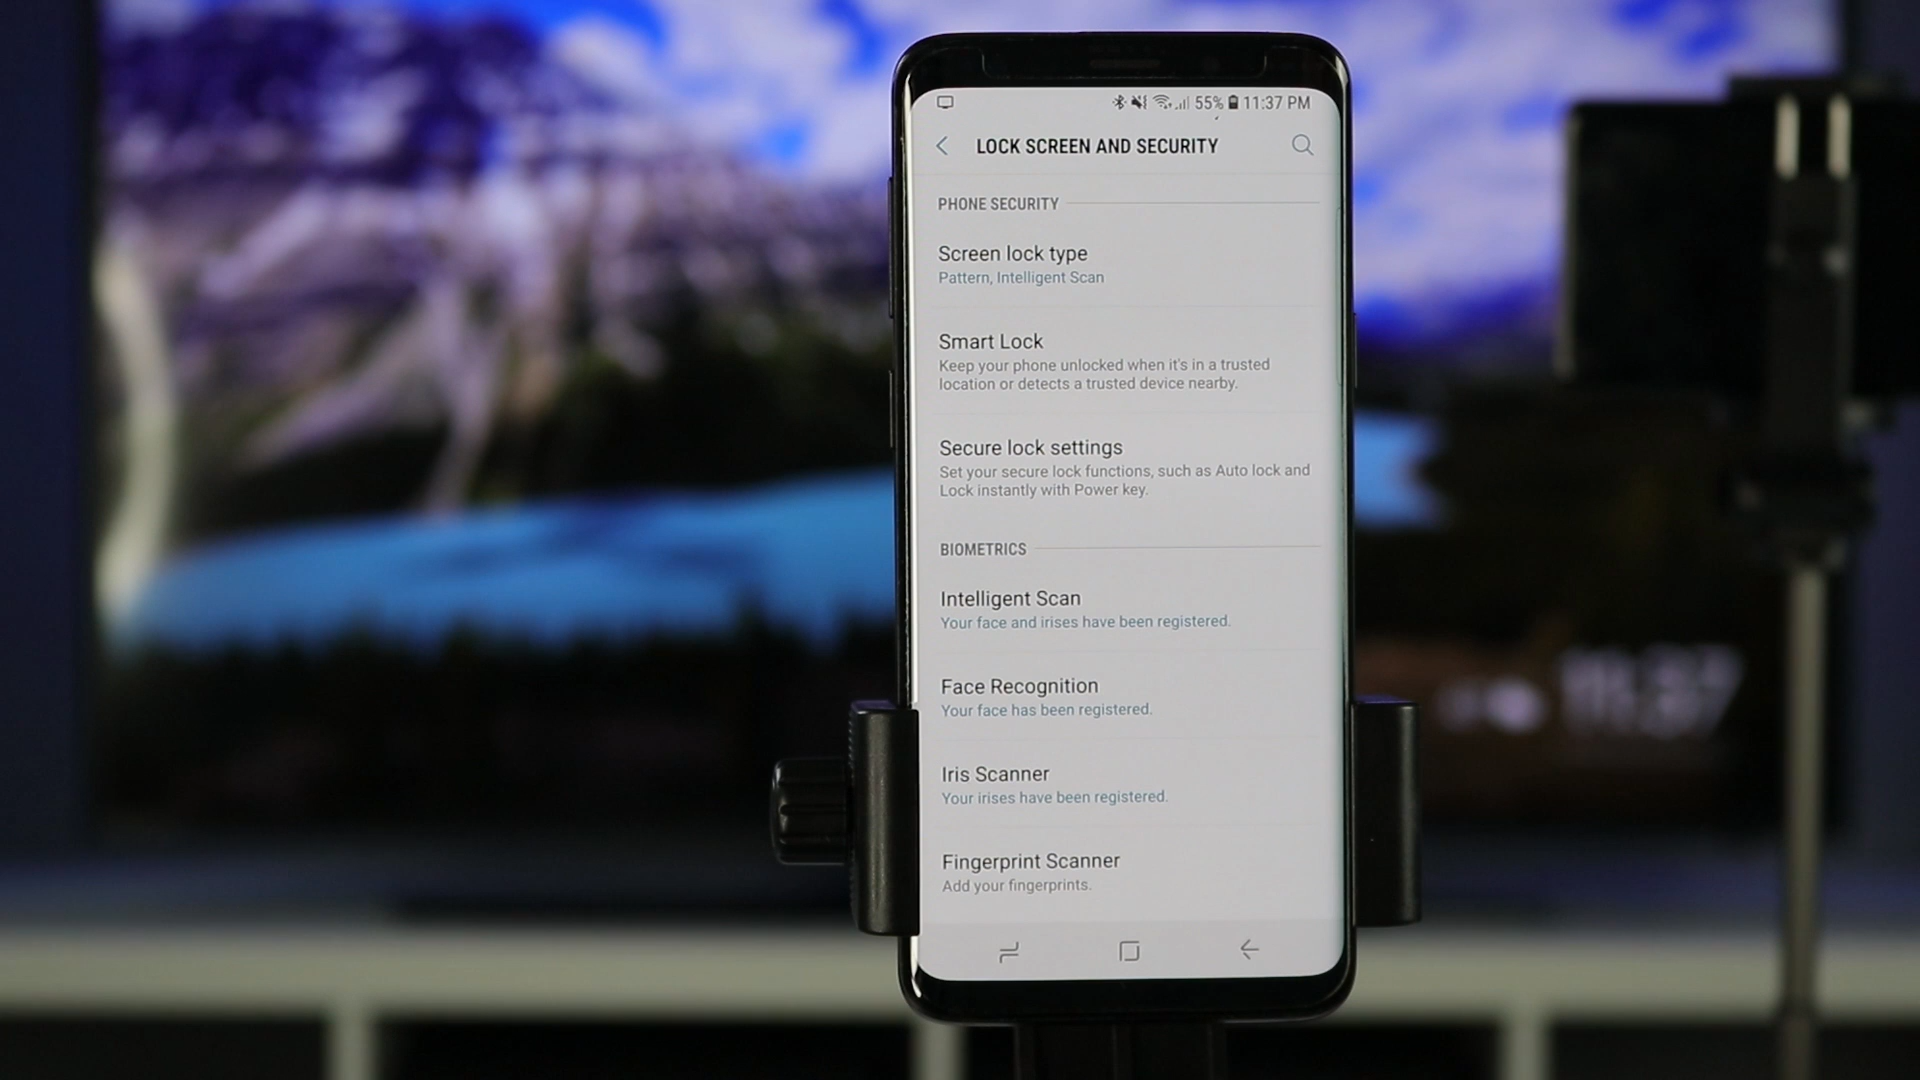 55% 11:37 PM
LOCK SCREEN AND SECURITY
PHONE SECURITY
Screen lock type
Pattern, Intelligent Scan
Smart Lock
Keep your phone unlocked when it's in a trusted
location or detects a trusted device nearby.
Secure lock settings
Set your secure lock functions, such as Auto lock and
Lock instantly with Power key.
BIOMETRICS
Intelligent Scan
Your face and irises have been registered.
Face Recognition
Your face has been registered.
Iris Scanner
Your irises have been registered.
Fingerprint Scanner
Add your fingerprints.
11:37